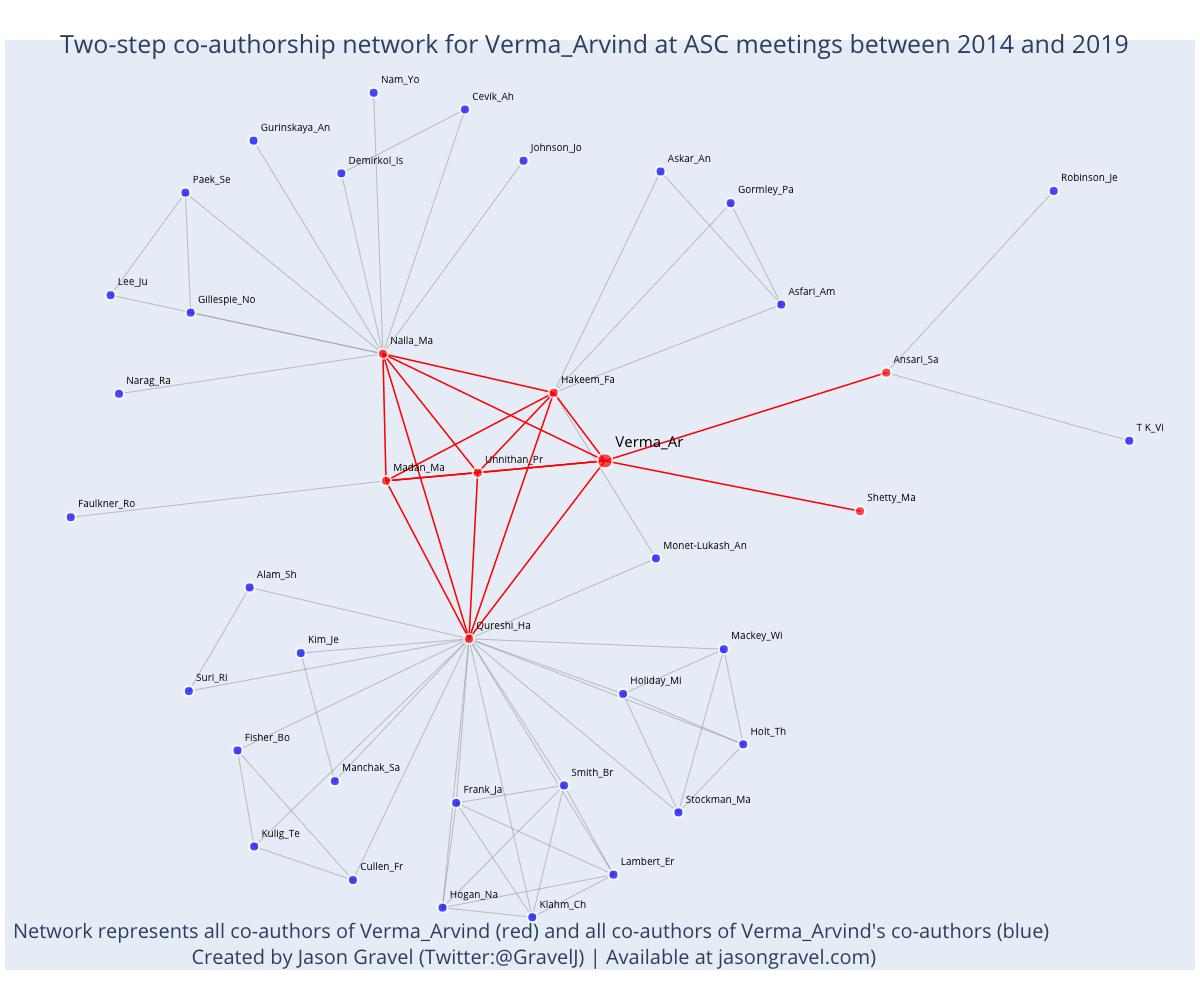 Two-step co-authorship network for Verma_Arvind at ASC meetings between 2014 and 2019
Nam_Yo
Cevik_Ah
Gurinskaya_An
Johnson_Jo
Demirkol_Is
Askar_An
Paek_Se
Robinson_Je
Gormley_Pa
Lee_Ju
Asfari_Am
Gillespie_No
Nalla_Ma
Ansari_Sa
Narag_Ra
Hakeem_Fa
T K_Vi
Verma_Ar
Unnithan_Pr
Madan_Ma
Shetty_Ma
Faulkner_Ro
Monet-Lukash_An
Alam_Sh
Qureshi_Ha
Mackey_Wi
Kim_Je
Suri_Ri
Holiday_Mi
Holt_Th
Fisher_Bo
Manchak_Sa
Smith_Br
Frank_Ja
Stockman_Ma
Kulig_Te
Lambert_Er
Cullen_Fr
Hogan_Na
Klahm_Ch
Network represents all co-authors of Verma_Arvind (red) and all co-authors of Verma_Arvind's co-authors (blue)
Created by Jason Gravel (Twitter:@GravelJ) | Available at jasongravel.com)